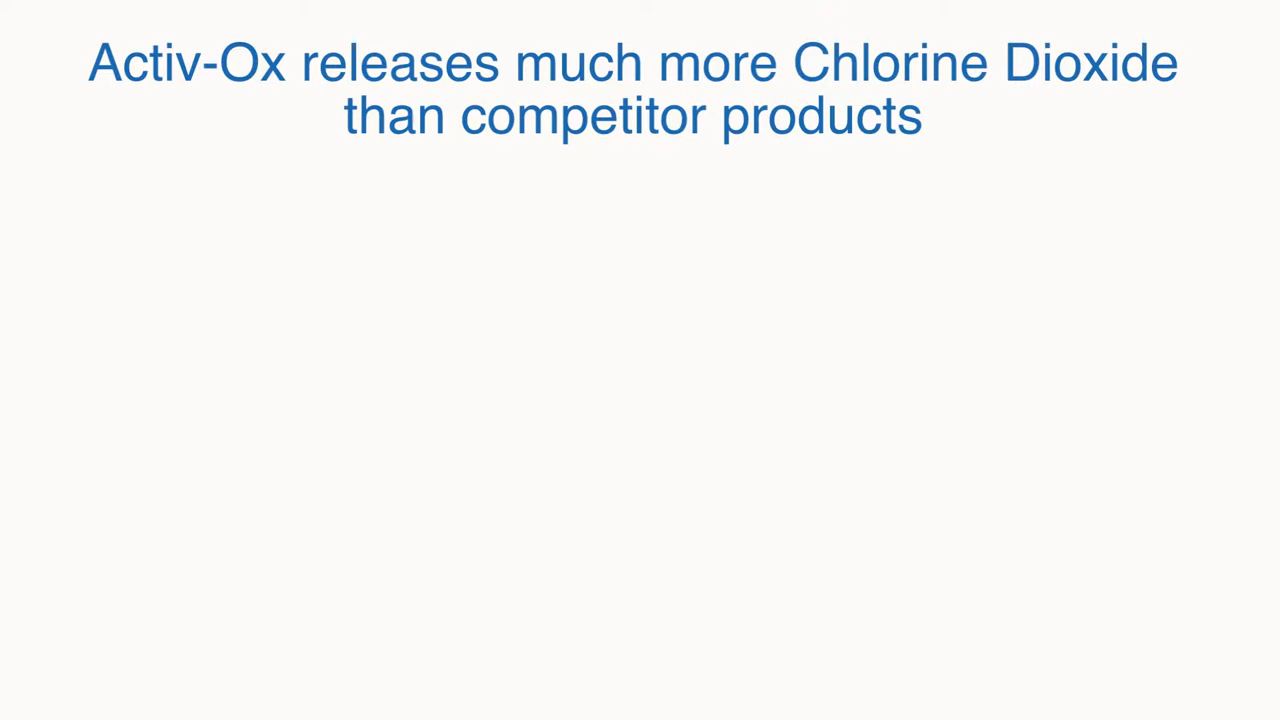 Activ-Ox releases much more Chlorine Dioxide
than competitor products